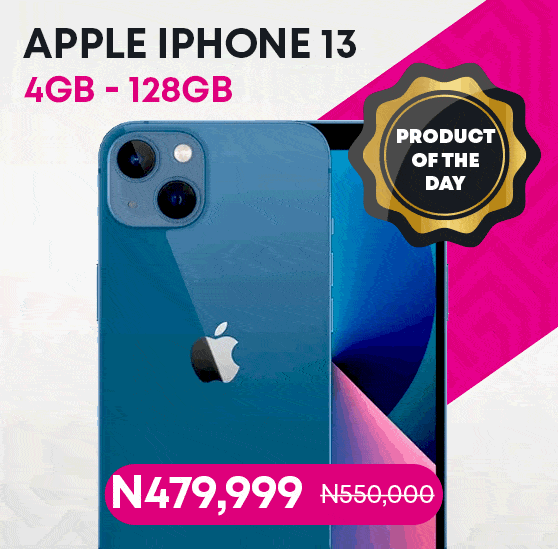 APPLE IPHONE 13
4GB - 128GB
PRODUCT
OF THE
DAY
N479,999 N550,000